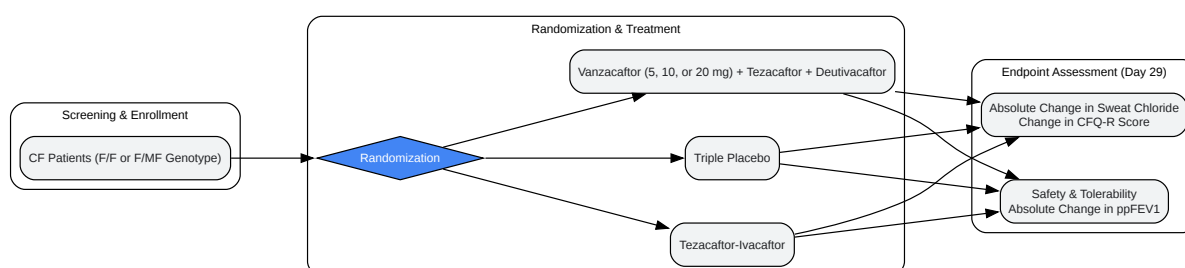 Screening & Enrollment
CF Patients (F/F or F/MF Genotype)
Randomization & Treatment
Randomization
Vanzacaftor (5, 10, or 20 mg) + Tezacaftor + Deutivacaftor
Triple Placebo
Tezacaftor-Ivacaftor
Endpoint Assessment (Day 29)
Absolute Change in Sweat Chloride
Change in CFQ-R Score
Safety & Tolerability
Absolute Change in ppFEV1